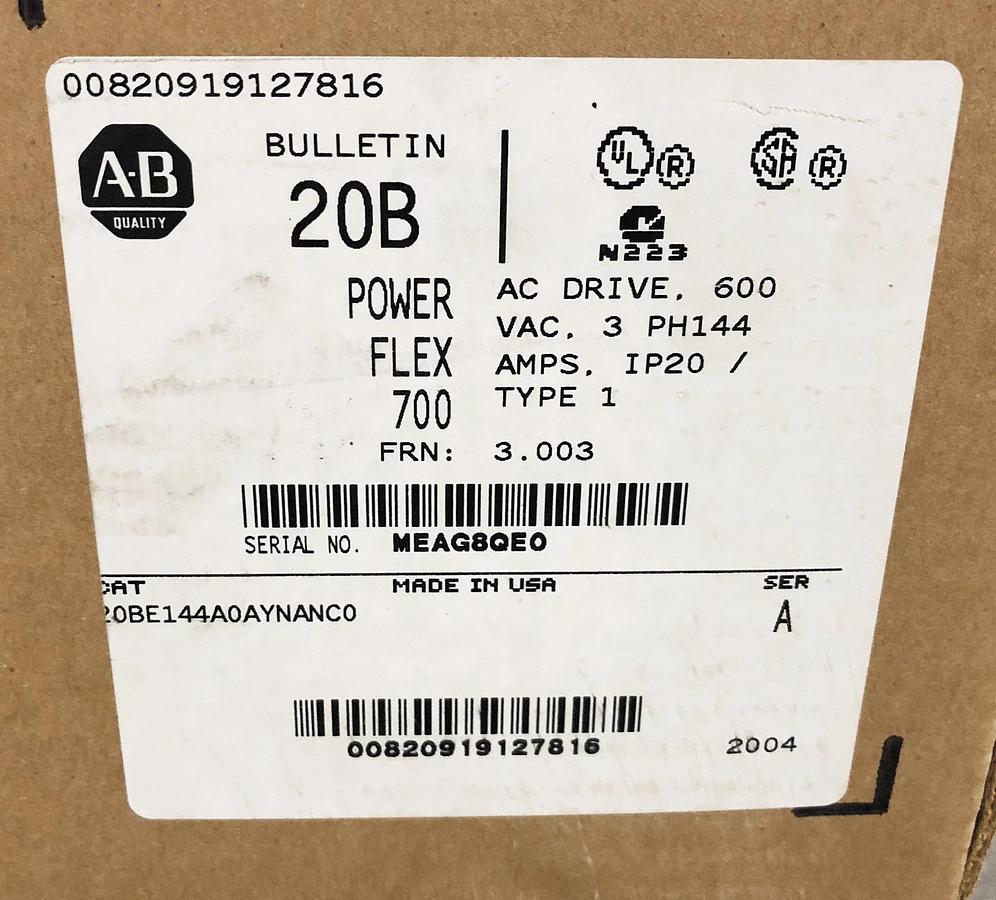 00820919127816
A-B
QUALITY
BULLETIN
20B
UL R
SA R
N223
POWER
FLEX
700
AC DRIVE, 600
VAC, 3 PH144
AMPS, IP20 /
TYPE 1
FRN: 3.003
SERIAL NO. MEAG8QE0
CAT MADE IN USA SER
20BE144A0AYNANC0 A
00820919127816
2004